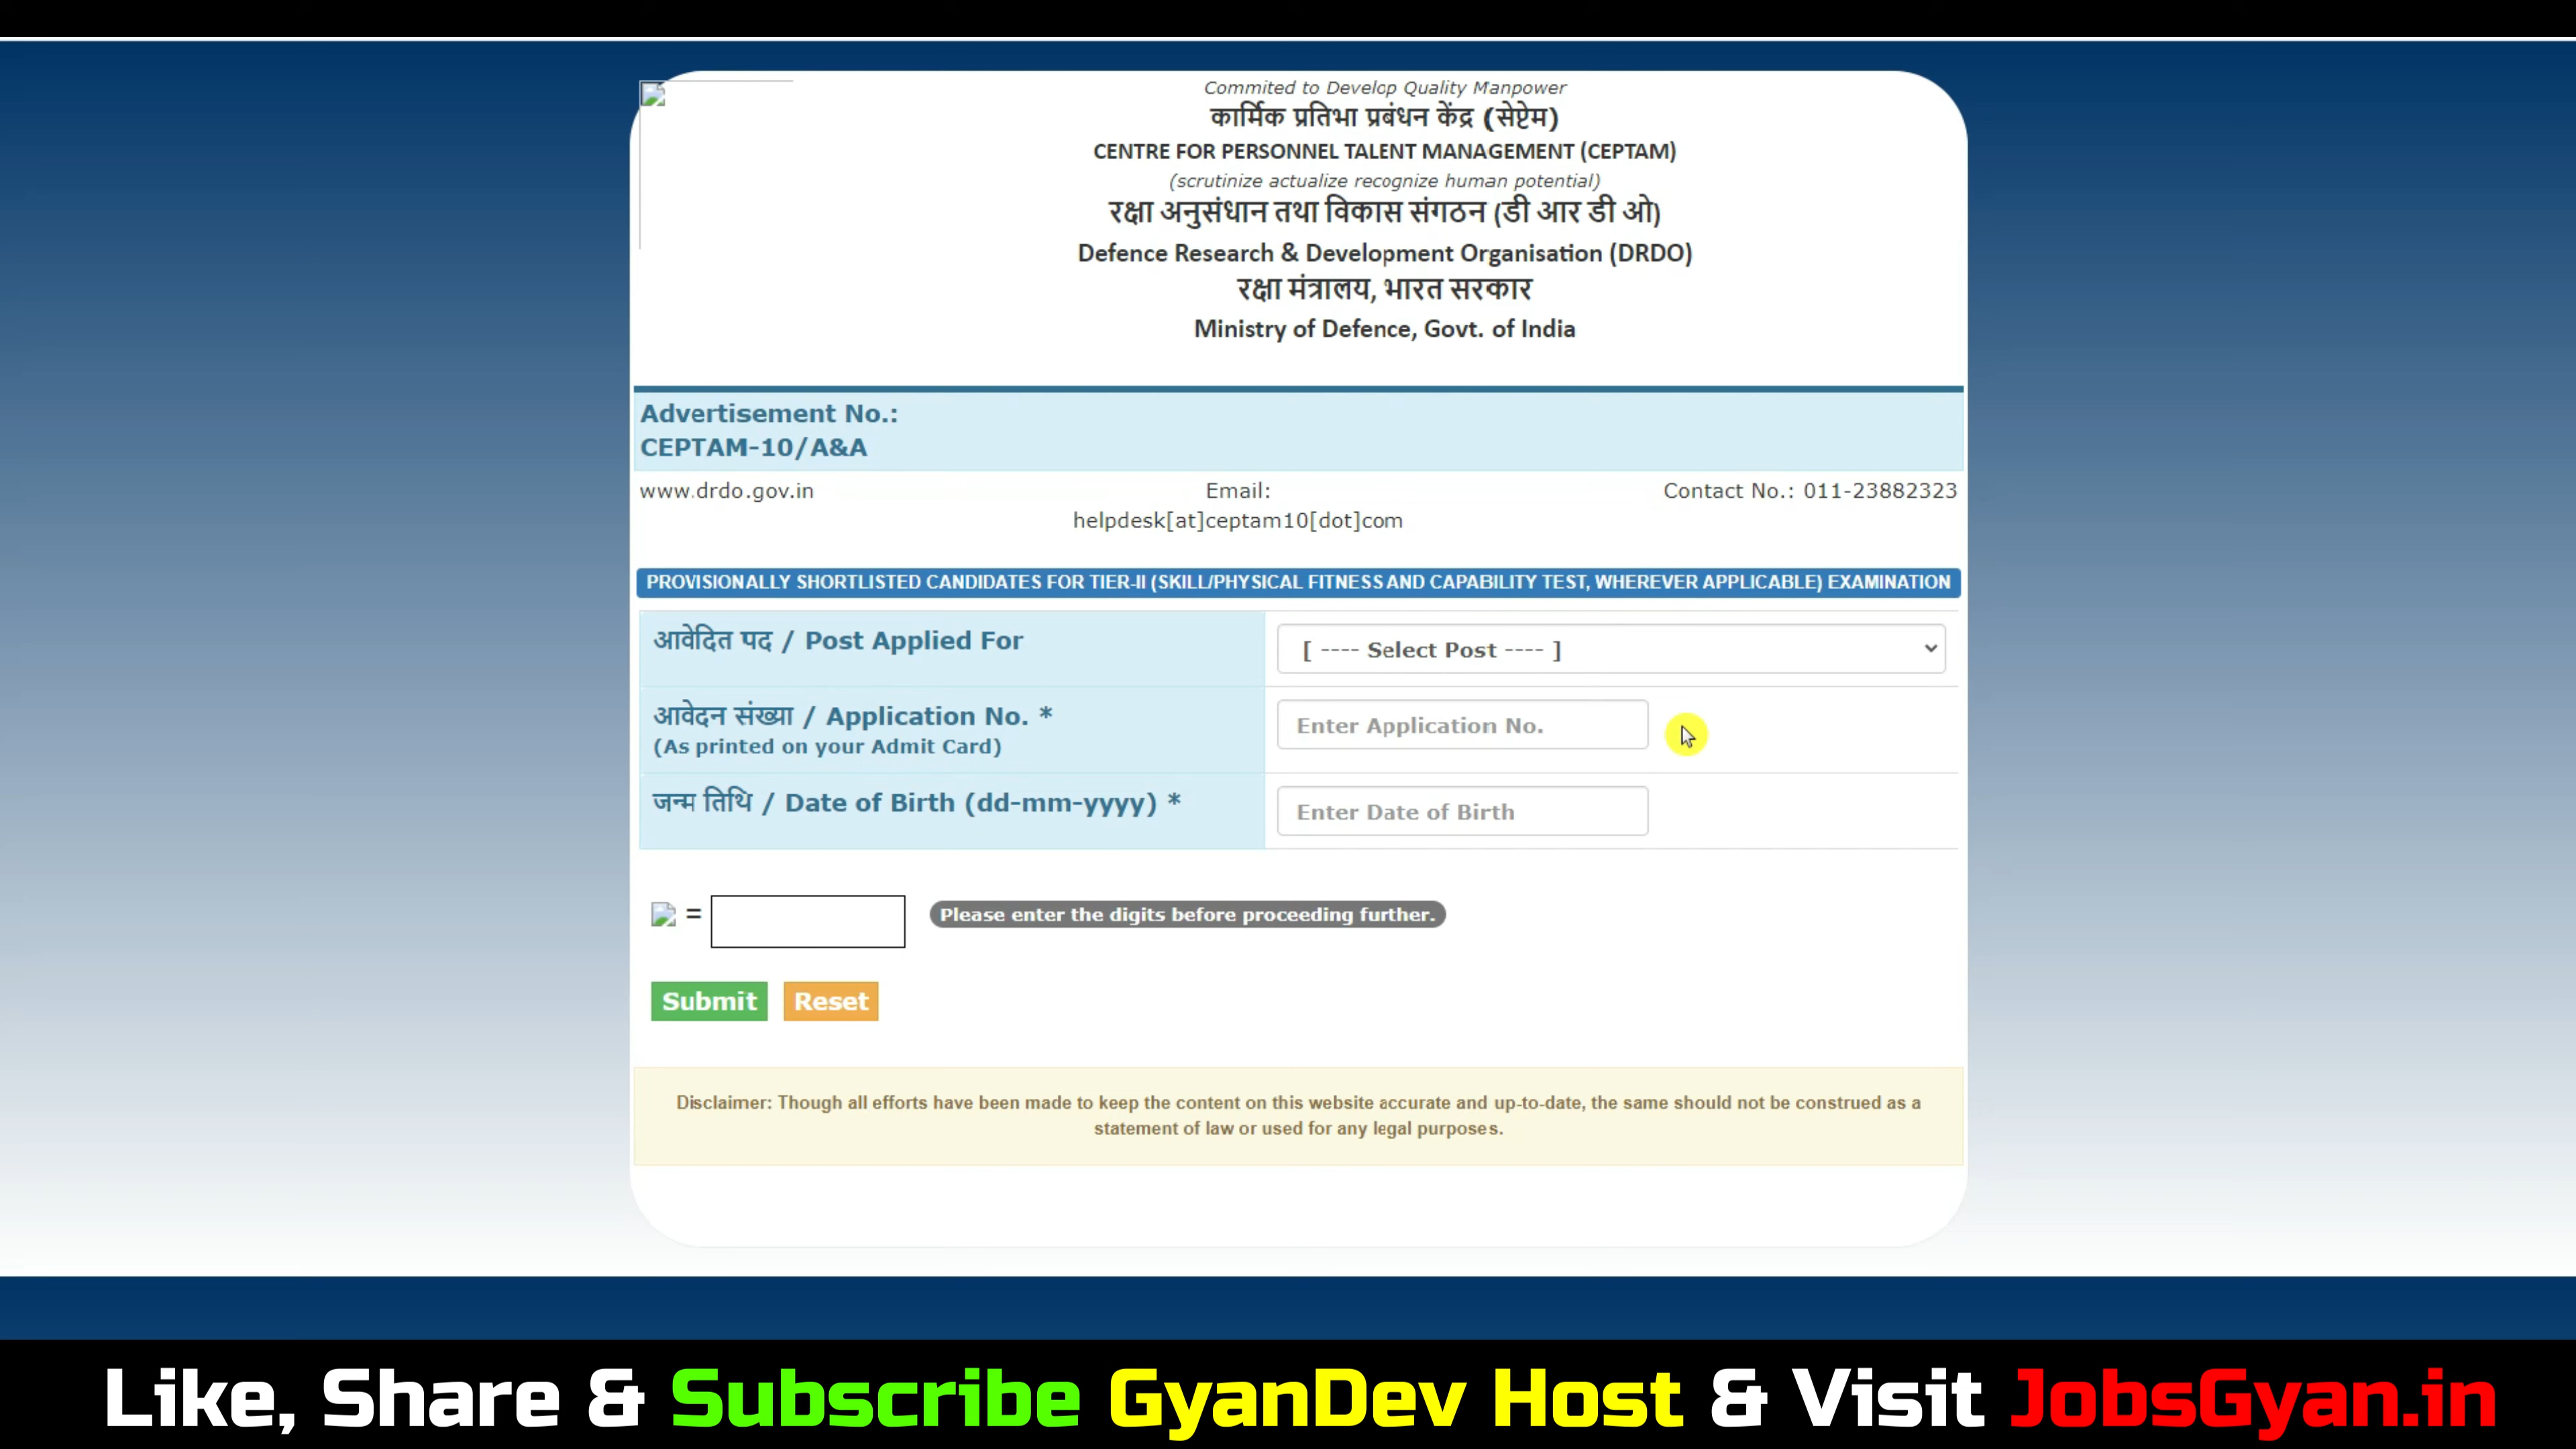 Commited to Develop Quality Manpower
कार्मिक प्रतिभा प्रबंधन केंद्र (सेप्टेम)
CENTRE FOR PERSONNEL TALENT MANAGEMENT (CEPTAM)
(scrutinize actualize recognize human potential)
रक्षा अनुसंधान तथा विकास संगठन (डी आर डी ओ)
Defence Research & Development Organisation (DRDO)
रक्षा मंत्रालय, भारत सरकार
Ministry of Defence, Govt. of India
Advertisement No.:
CEPTAM-10/A&A
www.drdo.gov.in Email: Contact No.: 011-23882323
helpdesk[at]ceptam10[dot]com
PROVISIONALLY SHORTLISTED CANDIDATES FOR TIER-II (SKILL/PHYSICAL FITNESS AND CAPABILITY TEST, WHEREVER APPLICABLE) EXAMINATION
आवेदित पद / Post Applied For [ ---- Select Post ---- ]
आवेदन संख्या / Application No. * Enter Application No.
(As printed on your Admit Card)
जन्म तिथि / Date of Birth (dd-mm-yyyy) * Enter Date of Birth
= Please enter the digits before proceeding further.
Submit Reset
Disclaimer: Though all efforts have been made to keep the content on this website accurate and up-to-date, the same should not be construed as a
statement of law or used for any legal purposes.
Like, Share & Subscribe GyanDev Host & Visit JobsGyan.in